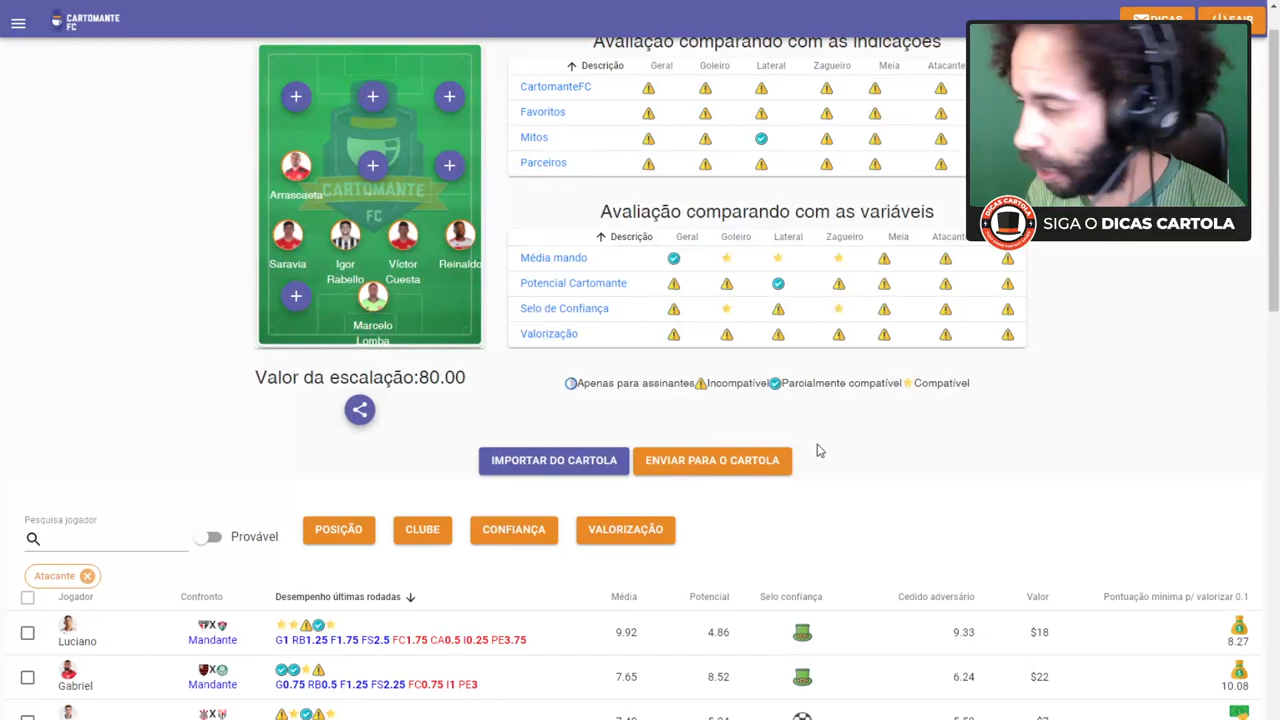 CARTOMANTE
FC
DICAS
SAIR
Avaliação comparando com as indicações
Descrição Geral Goleiro Lateral Zagueiro Meia Atacante
CartomanteFC
Favoritos
Mitos
Parceiros
Avaliação comparando com as variáveis
Descrição Geral Goleiro Lateral Zagueiro Meia Atacant
Média mando
Potencial Cartomante
Selo de Confiança
Valorização
Apenas para assinantes Incompatível Parcialmente compatível Compatível
DICAS CARTOLA
SIGA O DICAS CARTOLA
CARTOMANTE
FC
Arrascaeta
Saravia
Igor
Rabello
Víctor
Cuesta
Reinaldo
Marcelo
Lomba
Valor da escalação:80.00
IMPORTAR DO CARTOLA
ENVIAR PARA O CARTOLA
Pesquisa jogador
Provável
POSIÇÃO
CLUBE
CONFIANÇA
VALORIZAÇÃO
Atacante
Jogador Confronto Desempenho últimas rodadas Média Potencial Selo confiança Cedido adversário Valor Pontuação minima p/ valorizar 0.1
X
Luciano Mandante G1 RB1.25 F1.75 FS2.5 FC1.75 CA0.5 I0.25 PE3.75 9.92 4.86 9.33 $18 8.27
X
Gabriel Mandante G0.75 RB0.5 F1.25 FS2.25 FC0.75 I1 PE3 7.65 8.52 6.24 $22 10.08
X